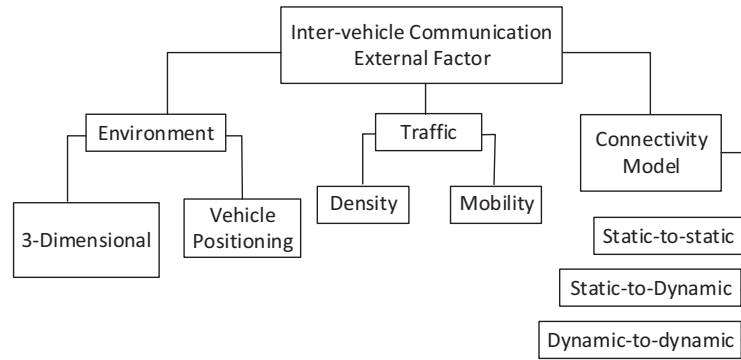 Inter-vehicle Communication
External Factor
Environment
Traffic
Connectivity
Model
3-Dimensional
Vehicle
Positioning
Density
Mobility
Static-to-static
Static-to-Dynamic
Dynamic-to-dynamic